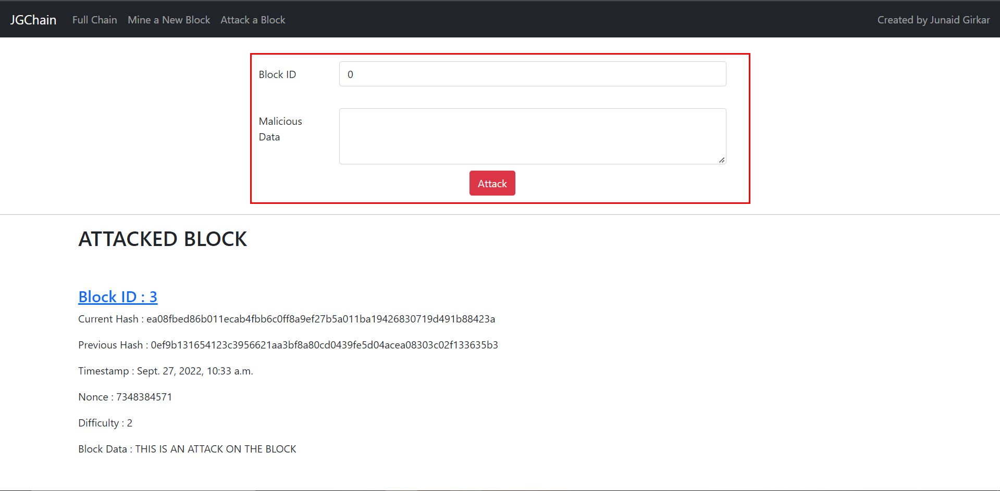 JGChain Full Chain Mine a New Block Attack a Block Created by Junaid Girkar
Block ID 0
Malicious
Data
Attack
ATTACKED BLOCK
Block ID : 3
Current Hash : ea08fbed86b011ecab4fbb6c0ff8a9ef27b5a011ba19426830719d491b88423a
Previous Hash : 0ef9b131654123c3956621aa3bf8a80cd0439fe5d04acea08303c02f133635b3
Timestamp : Sept. 27, 2022, 10:33 a.m.
Nonce : 7348384571
Difficulty : 2
Block Data : THIS IS AN ATTACK ON THE BLOCK